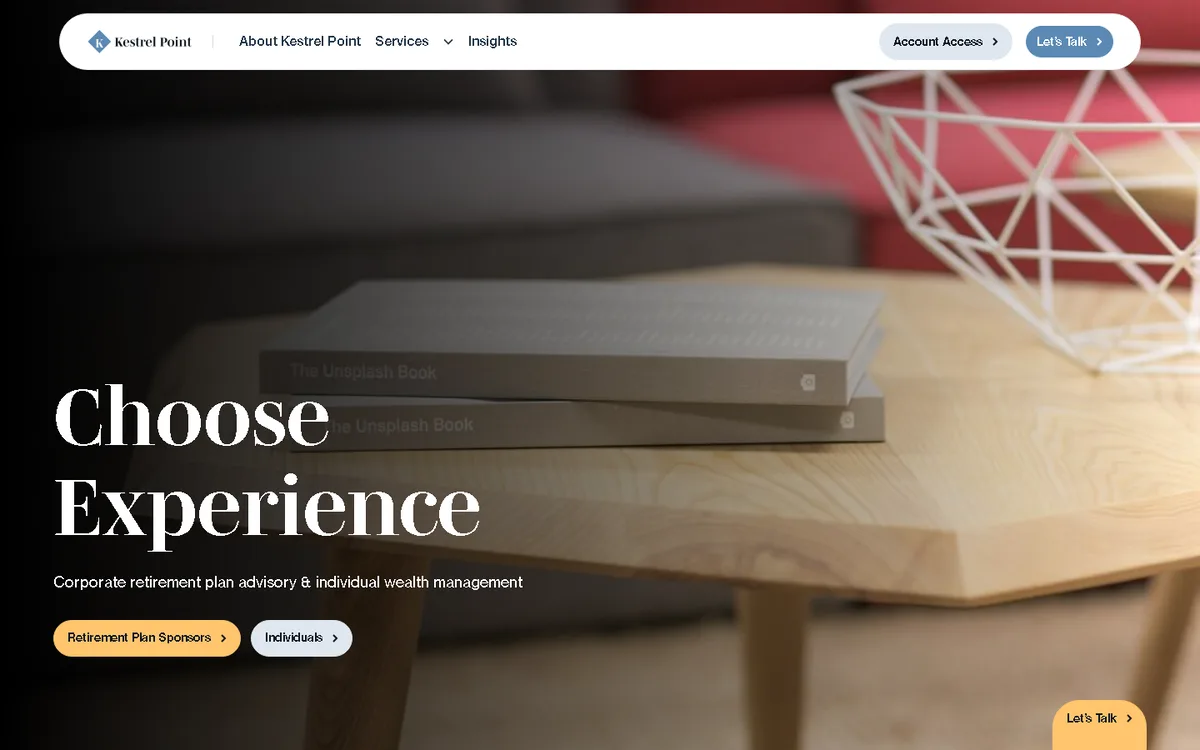 K Kestrel Point
About Kestrel Point Services Insights
Account Access
Let's Talk
The Unsplash Book
The Unsplash Book
Choose
Experience
Corporate retirement plan advisory & individual wealth management
Retirement Plan Sponsors
Individuals
Let's Talk